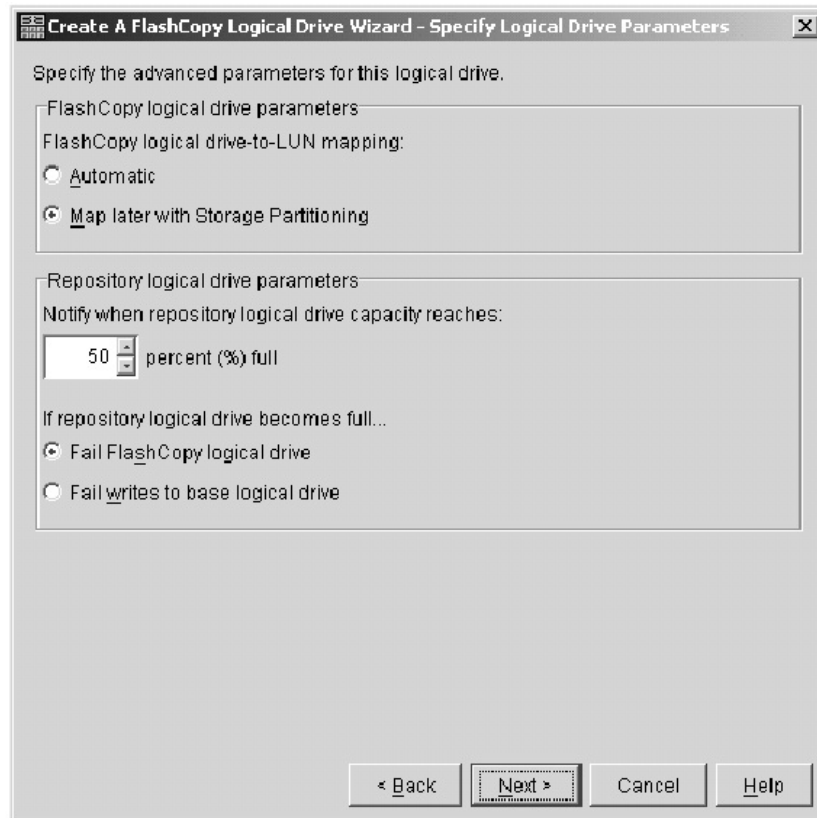 Create A FlashCopy Logical Drive Wizard - Specify Logical Drive Parameters
Specify the advanced parameters for this logical drive.
FlashCopy logical drive parameters
FlashCopy logical drive-to-LUN mapping:
Automatic
Map later with Storage Partitioning
Repository logical drive parameters
Notify when repository logical drive capacity reaches:
50 percent (%) full
If repository logical drive becomes full...
Fail FlashCopy logical drive
Fail writes to base logical drive
< Back Next > Cancel Help